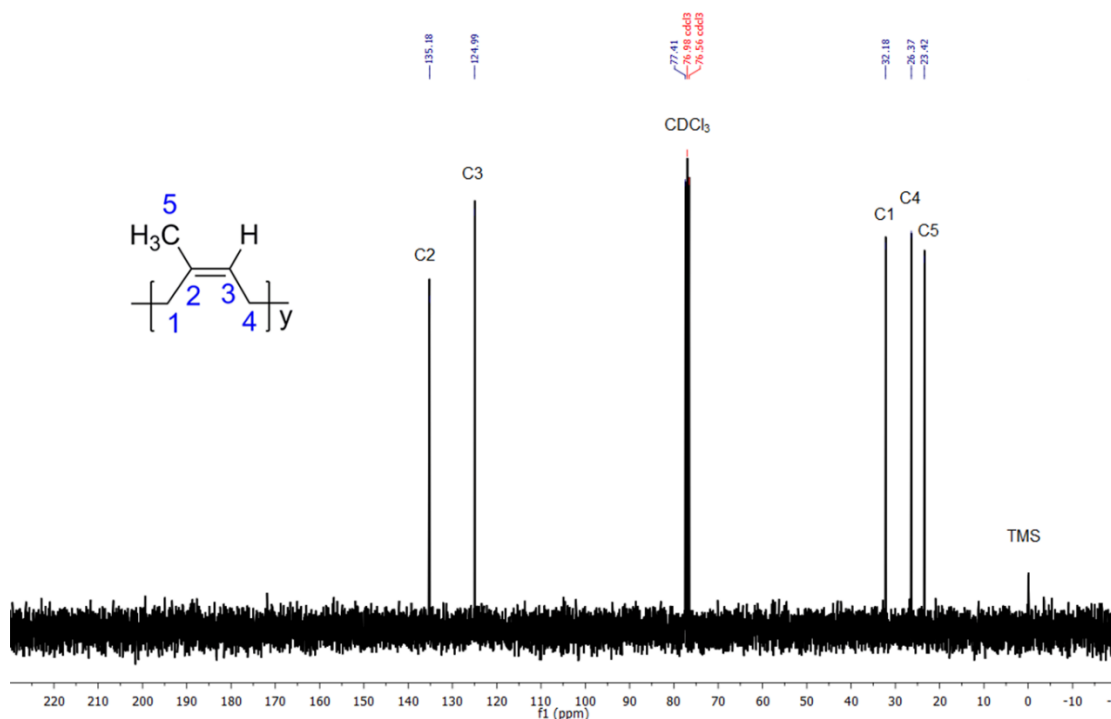 135.18
124.99
77.41
76.98 cdcl3
76.56 cdcl3
32.18
26.37
23.42
CDCl₃
C3
C4
C1
C5
C2
5
H₃C
H
2
3
1
4
y
TMS
220 210 200 190 180 170 160 150 140 130 120 110 100 90 80 70 60 50 40 30 20 10 0 -10
f1 (ppm)